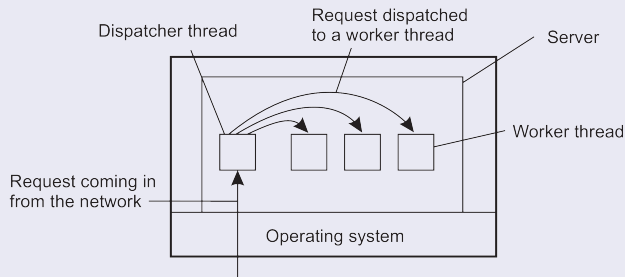 Request dispatched
to a worker thread
Dispatcher thread
Server
Worker thread
Request coming in
from the network
Operating system